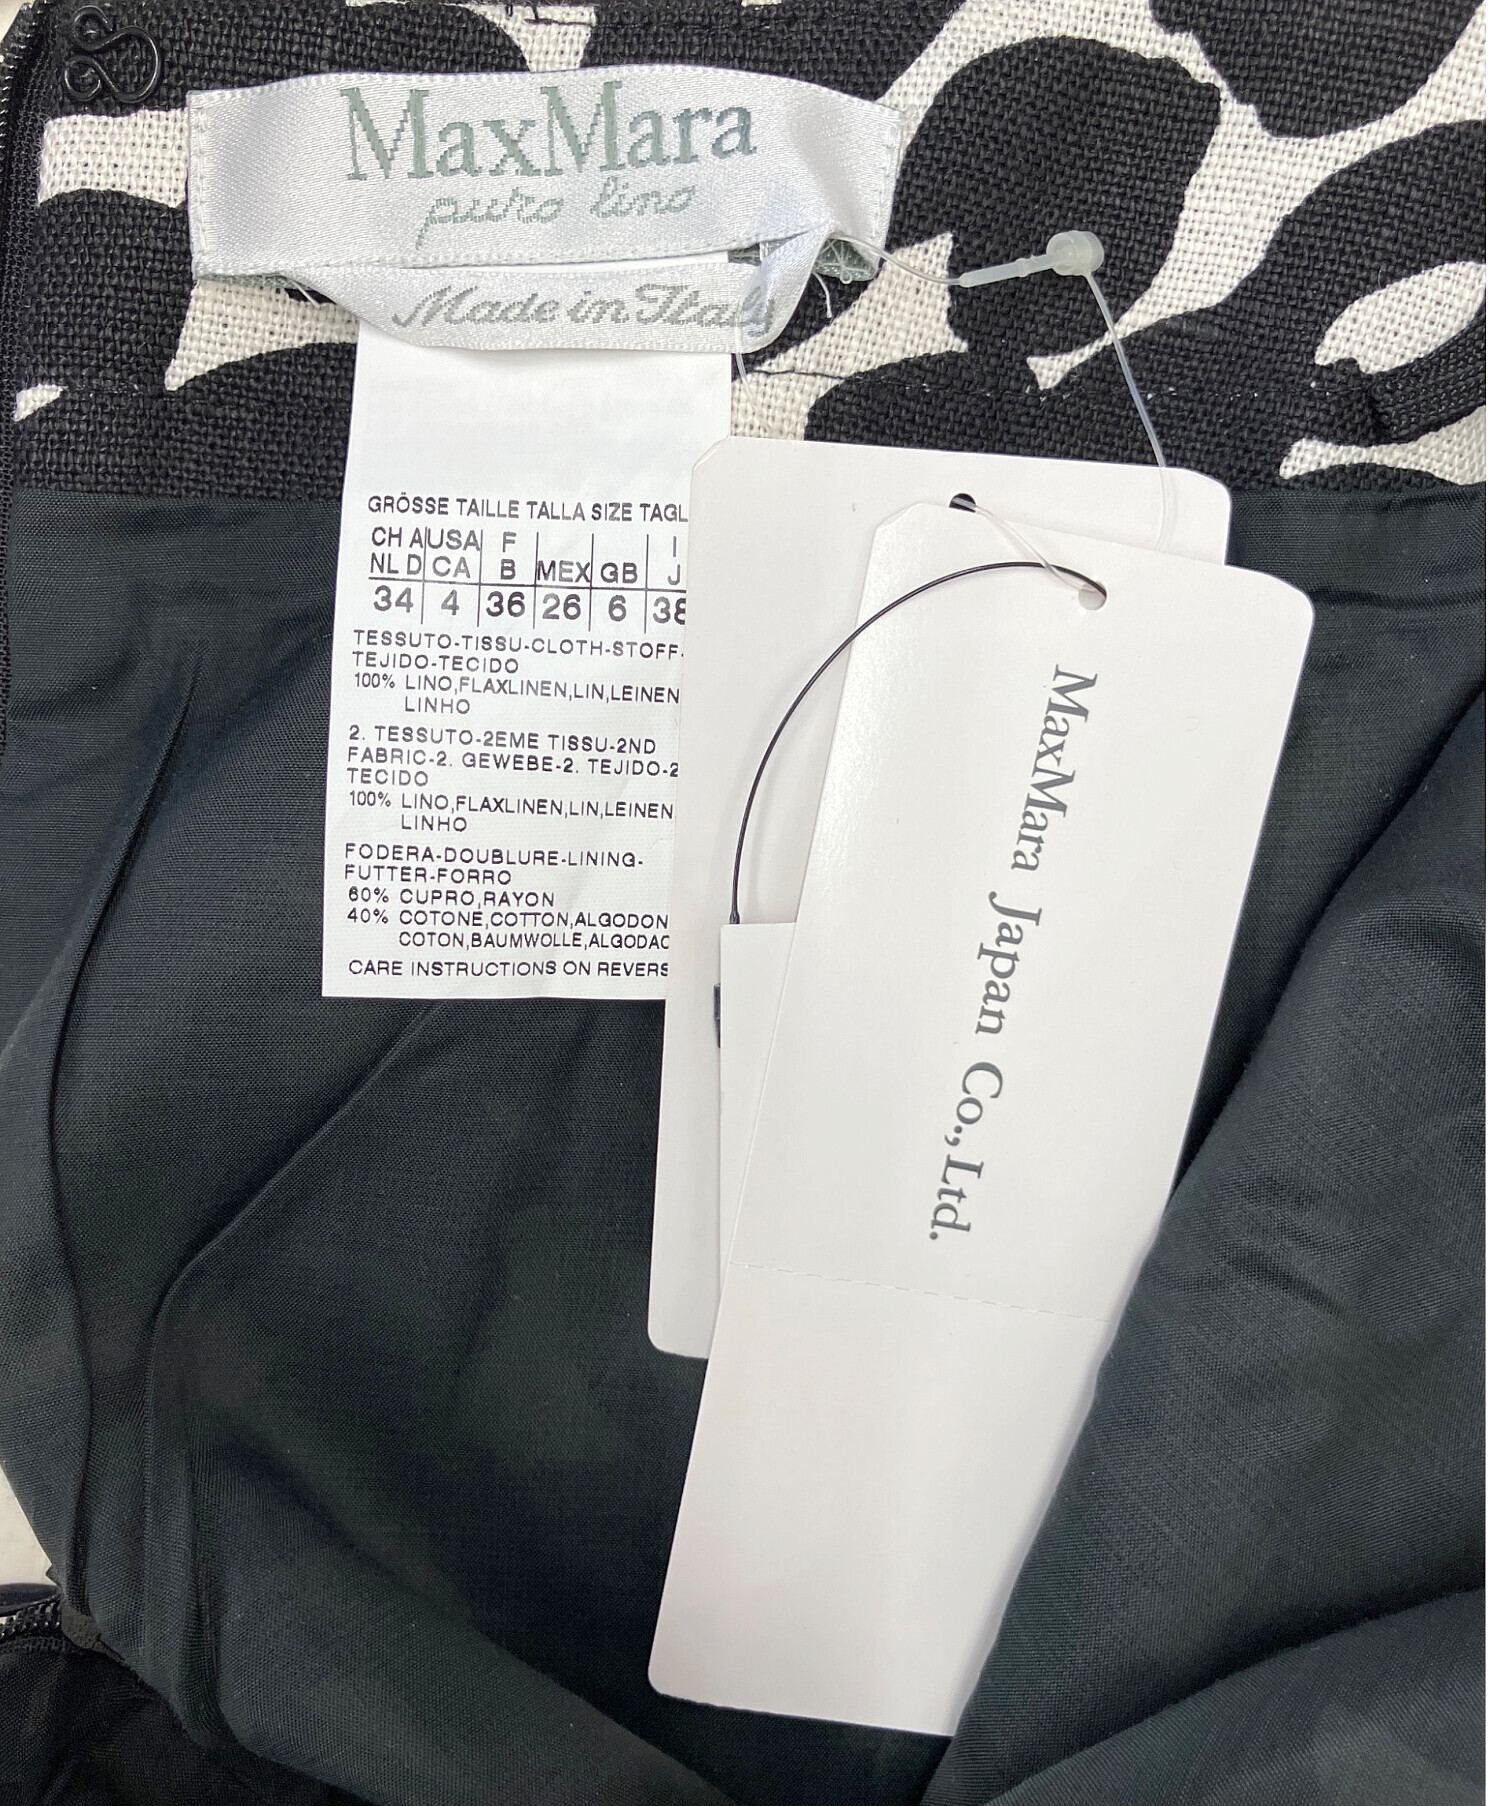 MaxMara
puro lino
Made in Italy
GRÖSSE TAILLE TALLA SIZE
CH A USA F I
NL D CA B MEX GB J
34 4 36 26 6 38
TESSUTO-TISSU-CLOTH-STOFF-
TEJIDO-TECIDO
100% LINO,FLAXLINEN,LIN,LEINEN
LINHO
2. TESSUTO-2EME TISSU-2ND
FABRIC-2. GEWEBE-2. TEJIDO-2
TECIDO
100% LINO,FLAXLINEN,LIN,LEINEN
LINHO
FODERA-DOUBLURE-LINING-
FUTTER-FORRO
60% CUPRO,RAYON
40% COTONE,COTTON,ALGODON
COTON,BAUMWOLLE,ALGODAO
CARE INSTRUCTIONS ON REVERS
MaxMara Japan Co.,Ltd.